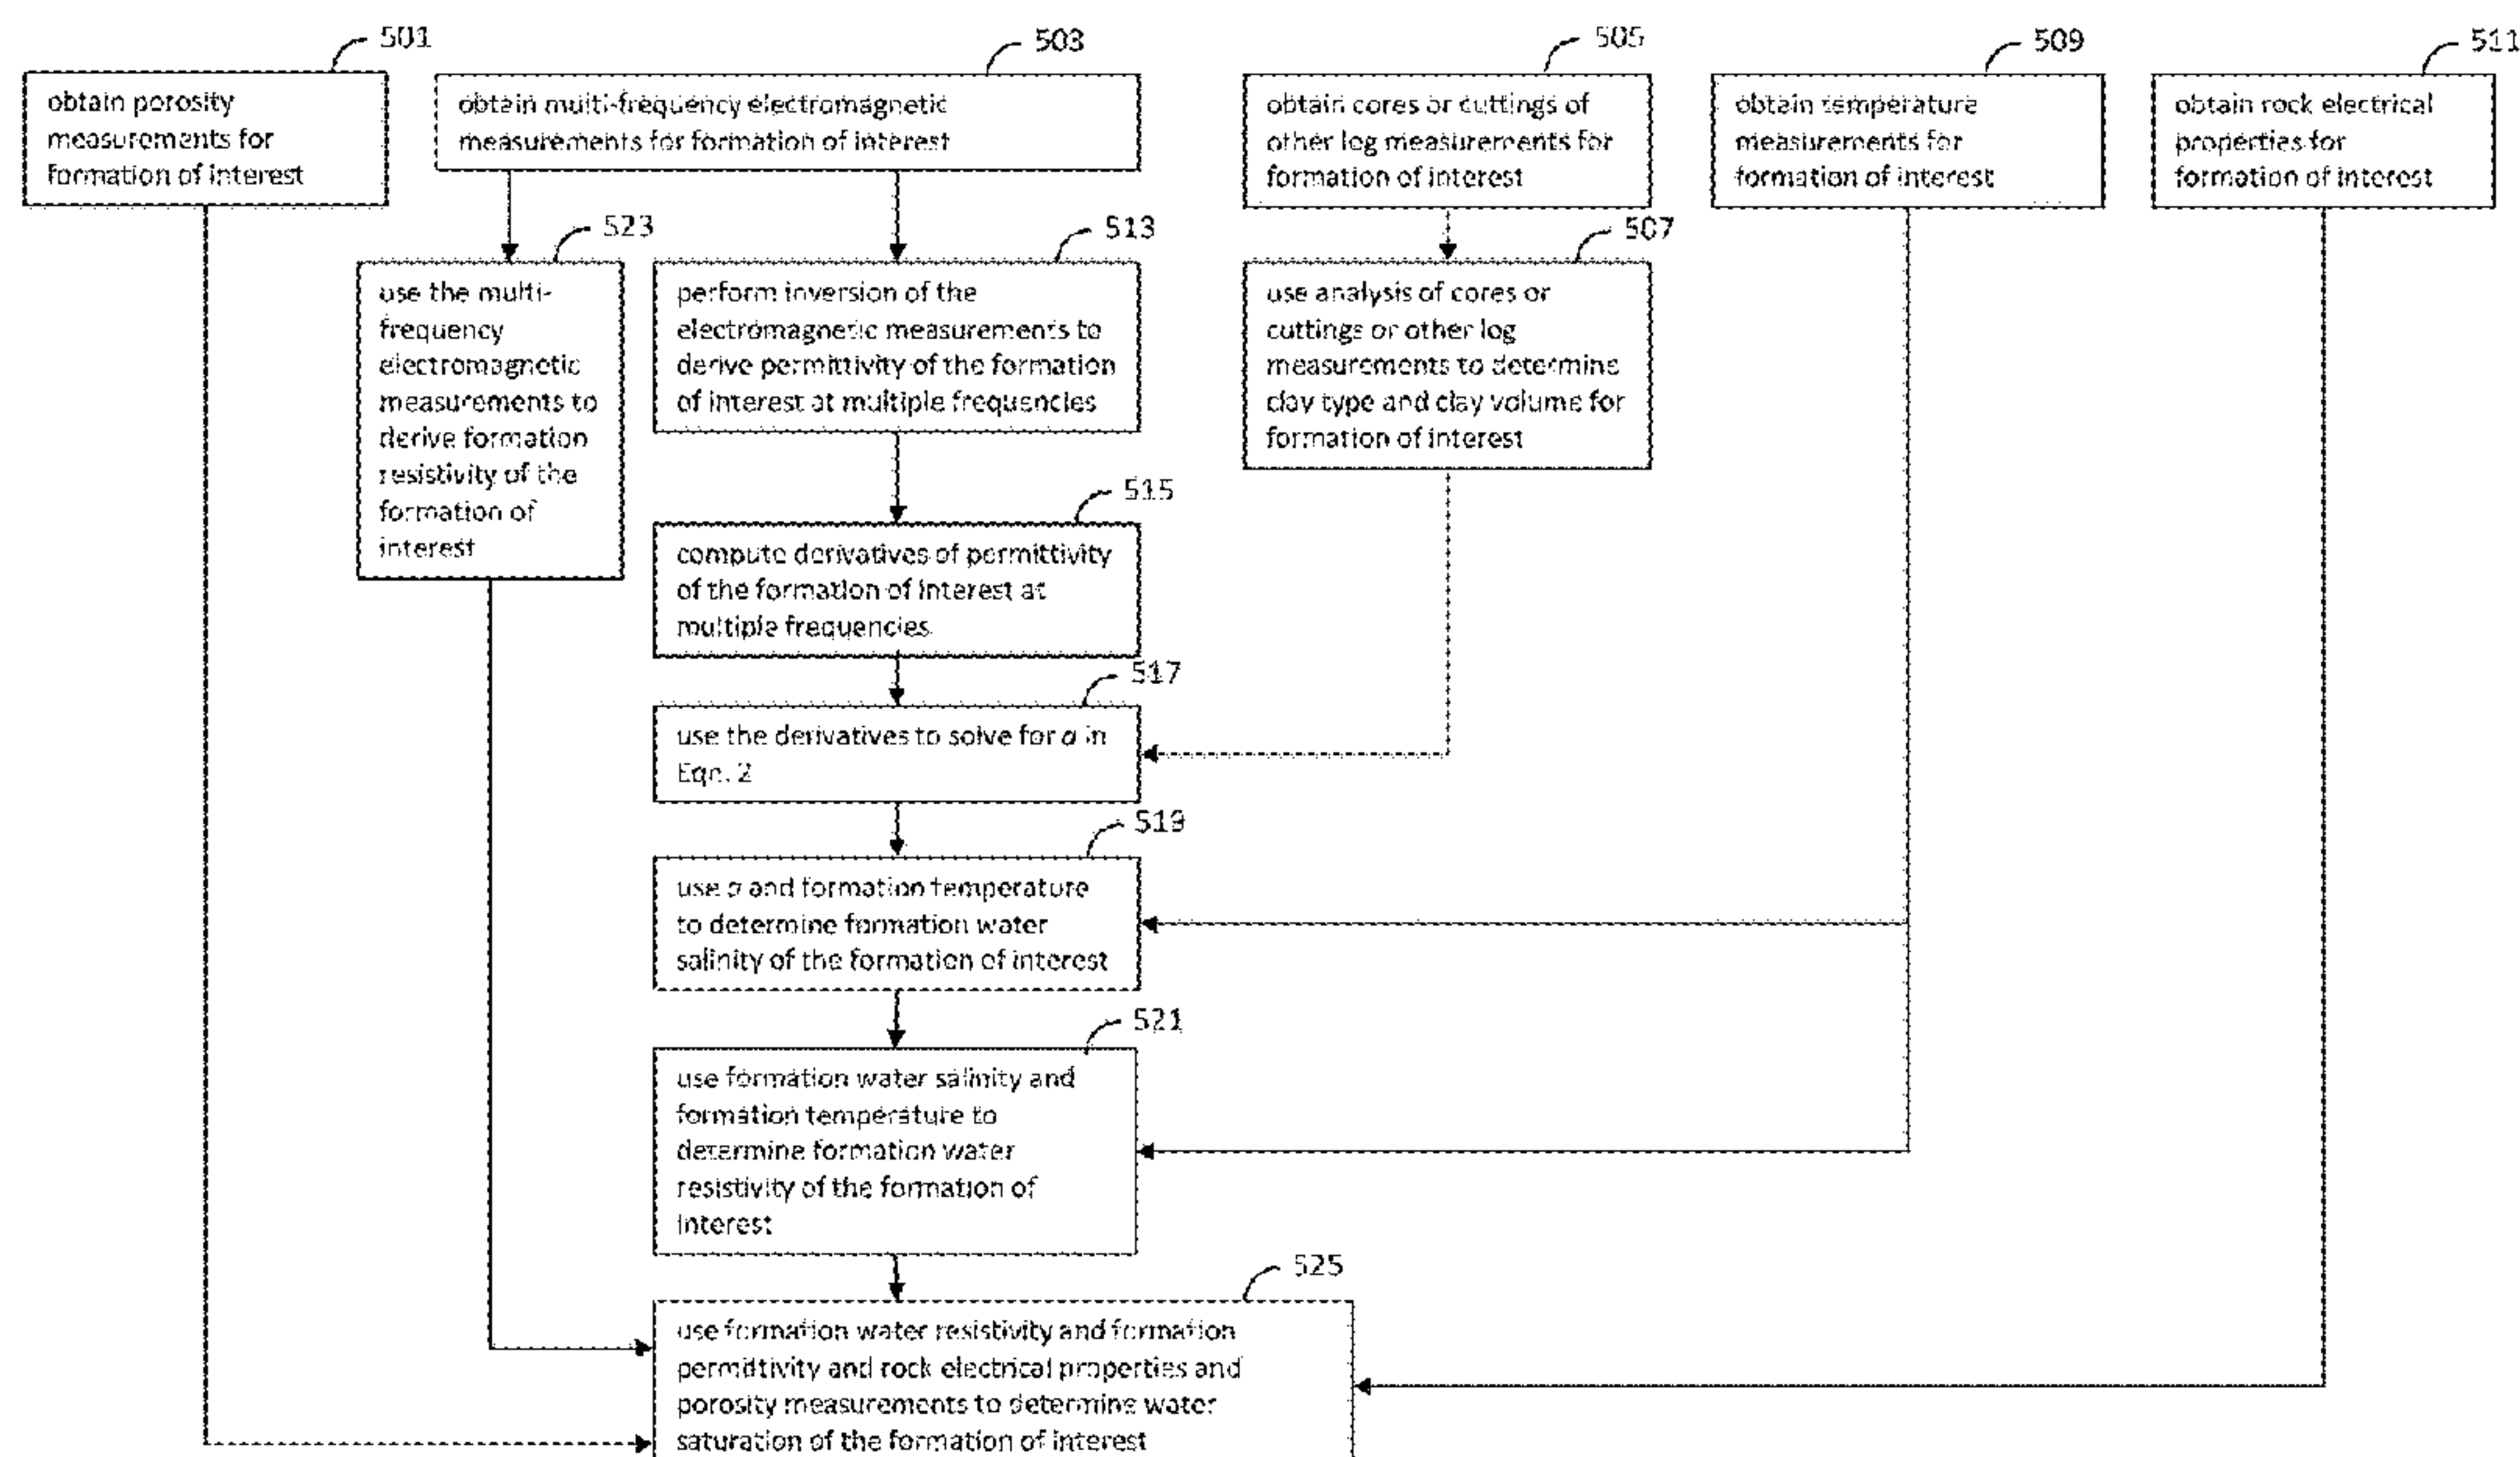 501
obtain porosity
measurements for
formation of interest
503
obtain multi-frequency electromagnetic
measurements for formation of interest
505
obtain cores or cuttings of
other log measurements for
formation of interest
509
obtain temperature
measurements for
formation of interest
511
obtain rock electrical
properties for
formation of interest
523
use the multi-
frequency
electromagnetic
measurements to
derive formation
resistivity of the
formation of
interest
513
perform inversion of the
electromagnetic measurements to
derive permittivity of the formation
of interest at multiple frequencies
507
use analysis of cores or
cuttings or other log
measurements to determine
clay type and clay volume for
formation of interest
515
compute derivatives of permittivity
of the formation of interest at
multiple frequencies
517
use the derivatives to solve for a in
Eqn. 2
519
use a and formation temperature
to determine formation water
salinity of the formation of interest
521
use formation water salinity and
formation temperature to
determine formation water
resistivity of the formation of
interest
525
use formation water resistivity and formation
permittivity and rock electrical properties and
porosity measurements to determine water
saturation of the formation of interest